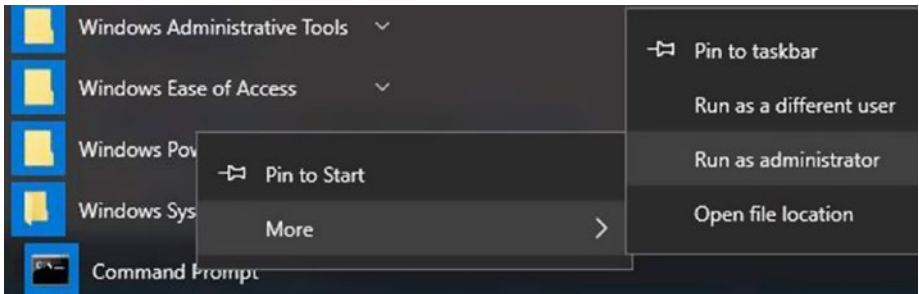 Windows Administrative Tools
Windows Ease of Access
Windows Pow
Windows Sys
Command Prompt
Pin to Start
More
Pin to taskbar
Run as a different user
Run as administrator
Open file location